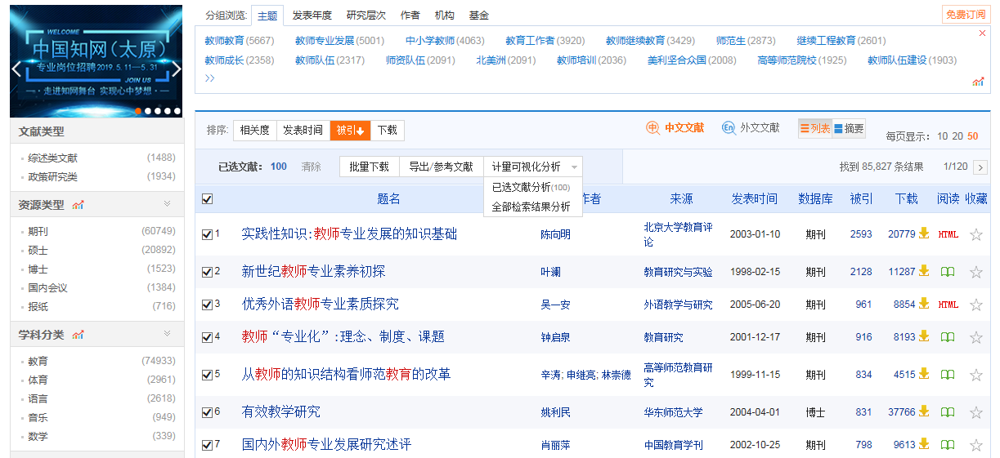 分组浏览: 主题 发表年度 研究层次 作者 机构 基金 免费订阅
教师教育(5667) 教师专业发展(5001) 中小学教师(4063) 教育工作者(3920) 教师继续教育(3429) 师范生(2873) 继续工程教育(2601)
教师成长(2358) 教师队伍(2317) 师资队伍(2091) 北美洲(2091) 教师培训(2036) 美利坚合众国(2008) 高等师范院校(1925) 教师队伍建设(1903)
>>
WELCOME
中国知网(太原)
专业岗位招聘2019.5.11—5.31
JOIN US
走进知网舞台 实现心中梦想
文献类型
综述类文献 (1488)
政策研究类 (1934)
资源类型
期刊 (60749)
硕士 (20892)
博士 (1523)
国内会议 (1384)
报纸 (716)
学科分类
教育 (74933)
体育 (2961)
语言 (2618)
音乐 (949)
数学 (339)
排序: 相关度 发表时间 被引 下载 中 中文文献 En 外文文献 列表 摘要 每页显示: 10 20 50
已选文献: 100 清除 批量下载 导出/参考文献 计量可视化分析 找到 85,827 条结果 1/120 >
已选文献分析(100)
全部检索结果分析
题名 作者 来源 发表时间 数据库 被引 下载 阅读 收藏
1 实践性知识:教师专业发展的知识基础 陈向明 北京大学教育评论 2003-01-10 期刊 2593 20779 HTML
2 新世纪教师专业素养初探 叶澜 教育研究与实验 1998-02-15 期刊 2128 11287
3 优秀外语教师专业素质探究 吴一安 外语教学与研究 2005-06-20 期刊 961 8854 HTML
4 教师“专业化”:理念、制度、课题 钟启泉 教育研究 2001-12-17 期刊 916 8193
5 从教师的知识结构看师范教育的改革 辛涛; 申继亮; 林崇德 高等师范教育研究 1999-11-15 期刊 834 4515
6 有效教学研究 姚利民 华东师范大学 2004-04-01 博士 831 37766
7 国内外教师专业发展研究述评 肖丽萍 中国教育学刊 2002-10-25 期刊 798 9613